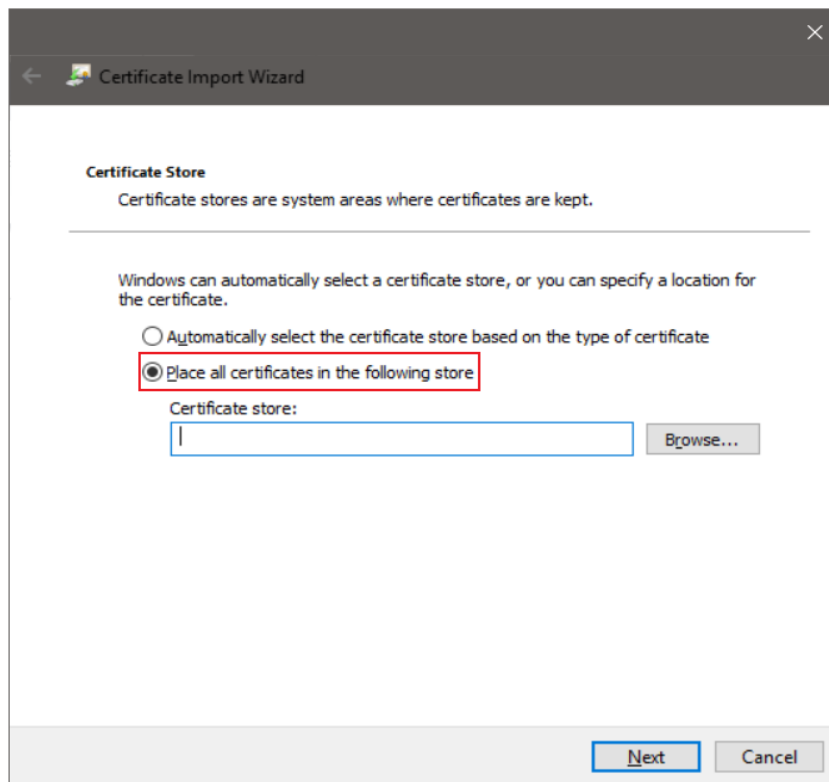 Certificate Import Wizard
Certificate Store
Certificate stores are system areas where certificates are kept.
Windows can automatically select a certificate store, or you can specify a location for
the certificate.
Automatically select the certificate store based on the type of certificate
Place all certificates in the following store
Certificate store:
Browse...
Next
Cancel